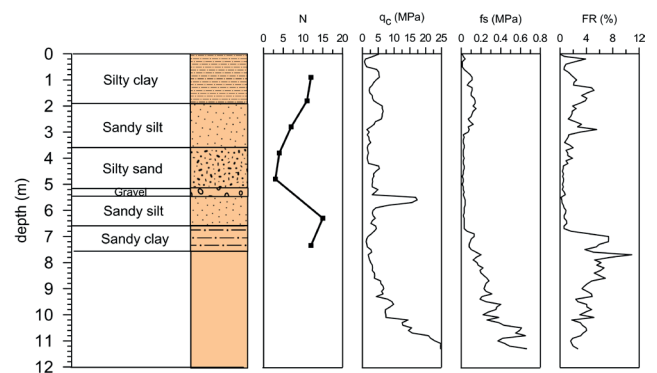 N
q_c (MPa)
fs (MPa)
FR (%)
0 5 10 15 20
0 5 10 15 20 25
0 0.2 0.4 0.6 0.8
0 4 8 12
depth (m)
0
1
2
3
4
5
6
7
8
9
10
11
12
Silty clay
Sandy silt
Silty sand
Gravel
Sandy silt
Sandy clay